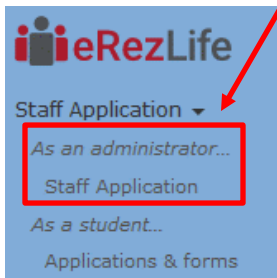 eRezLife
Staff Application
As an administrator...
Staff Application
As a student...
Applications & forms